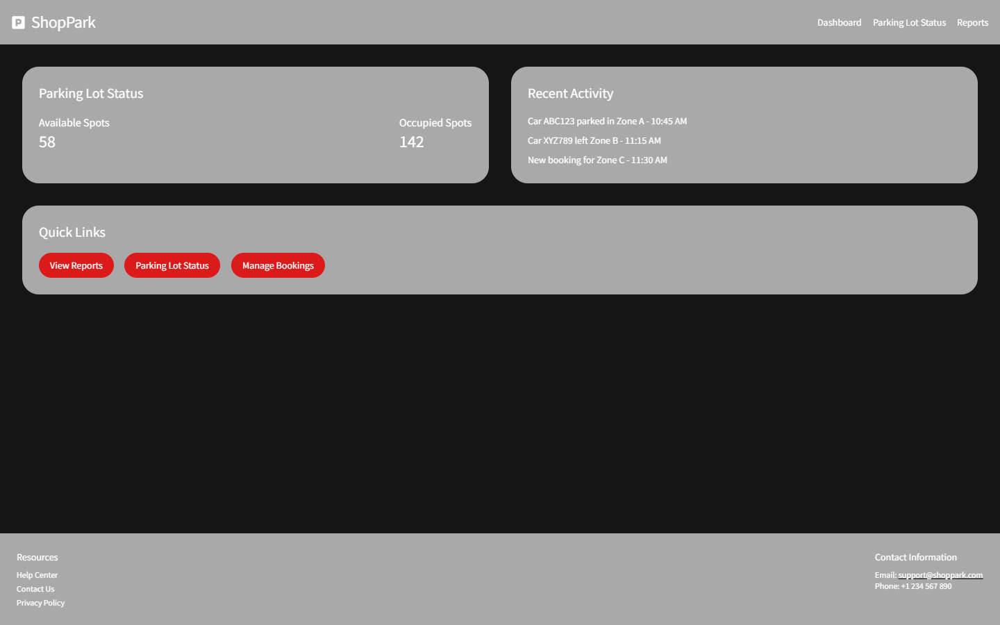 P ShopPark
Dashboard Parking Lot Status Reports
Parking Lot Status
Available Spots
58
Occupied Spots
142
Recent Activity
Car ABC123 parked in Zone A - 10:45 AM
Car XYZ789 left Zone B - 11:15 AM
New booking for Zone C - 11:30 AM
Quick Links
View Reports Parking Lot Status Manage Bookings
Resources
Help Center
Contact Us
Privacy Policy
Contact Information
Email: support@shoppark.com
Phone: +1 234 567 890